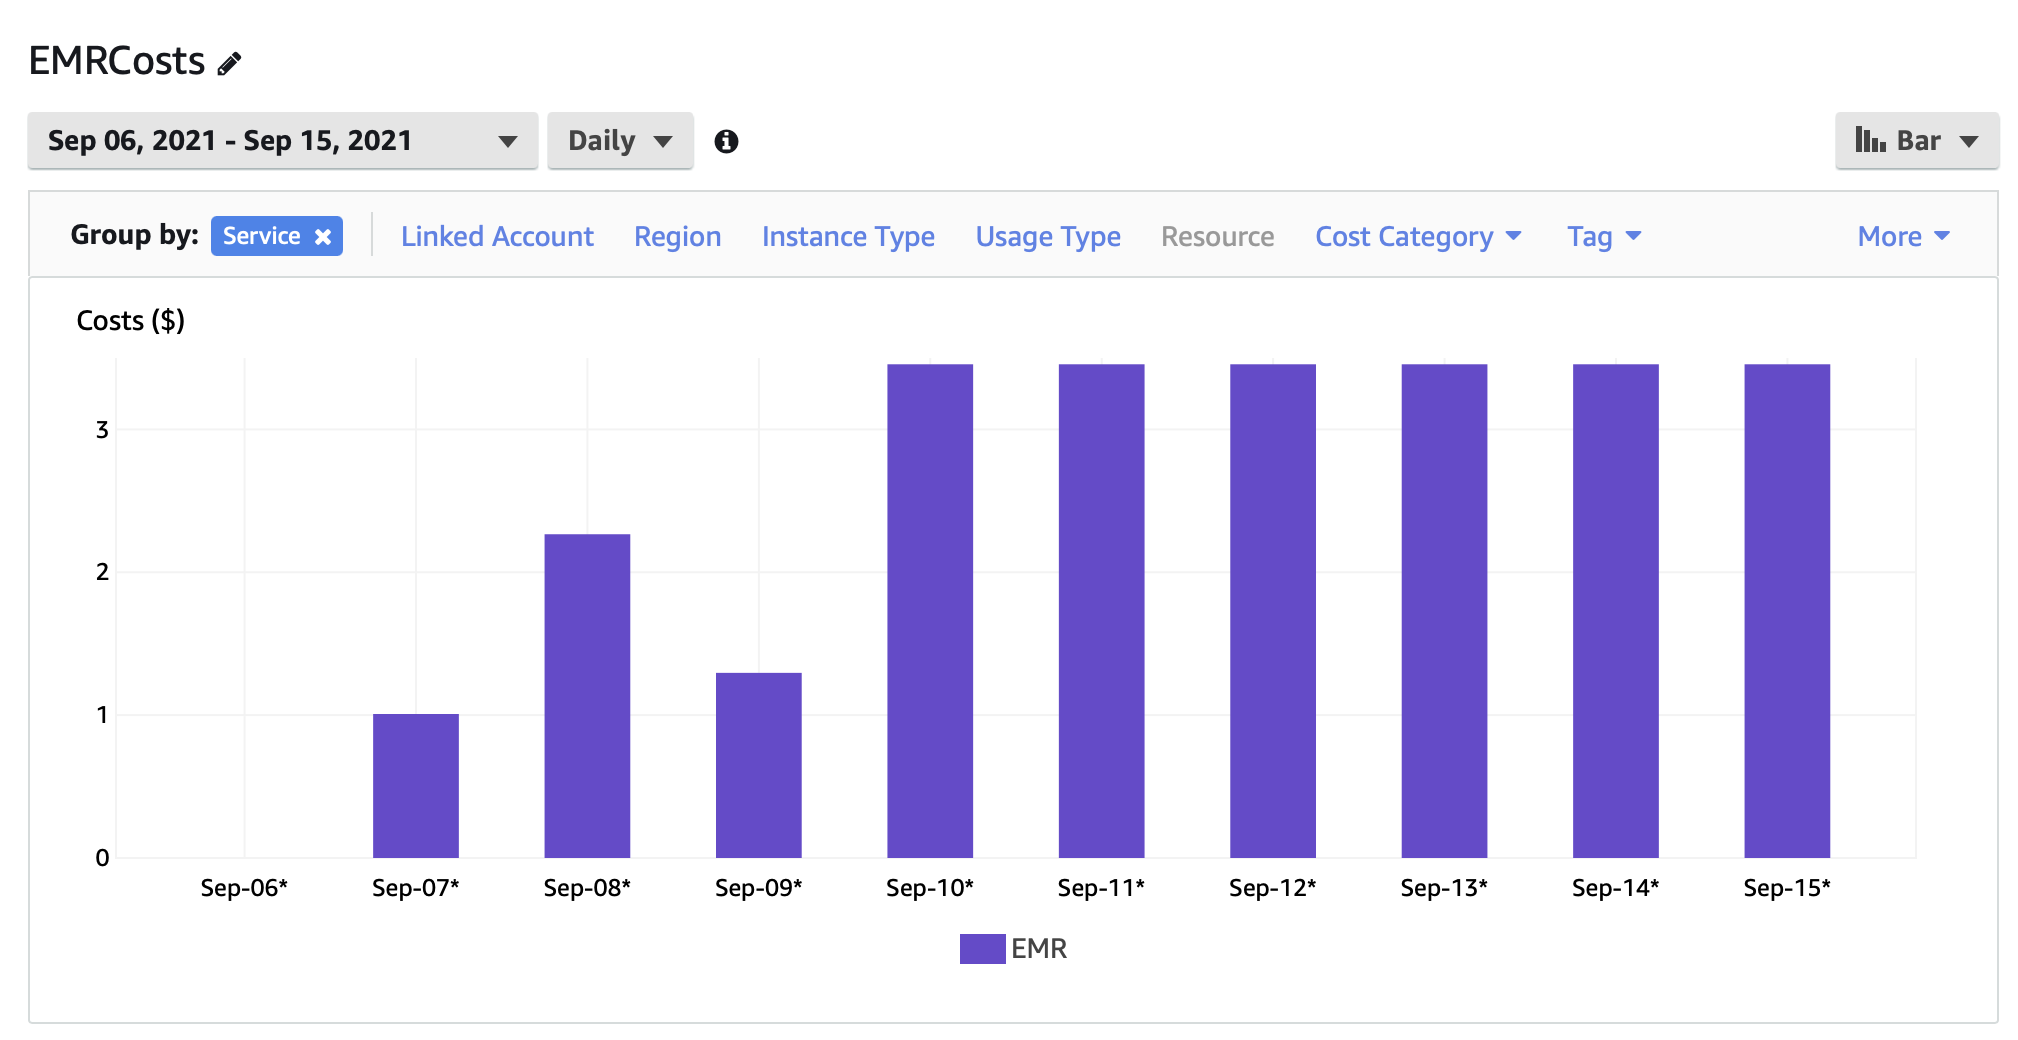 EMRCosts
Sep 06, 2021 - Sep 15, 2021 Daily Bar
Group by: Service Linked Account Region Instance Type Usage Type Resource Cost Category Tag More
Costs ($)
3
2
1
0
Sep-06* Sep-07* Sep-08* Sep-09* Sep-10* Sep-11* Sep-12* Sep-13* Sep-14* Sep-15*
EMR